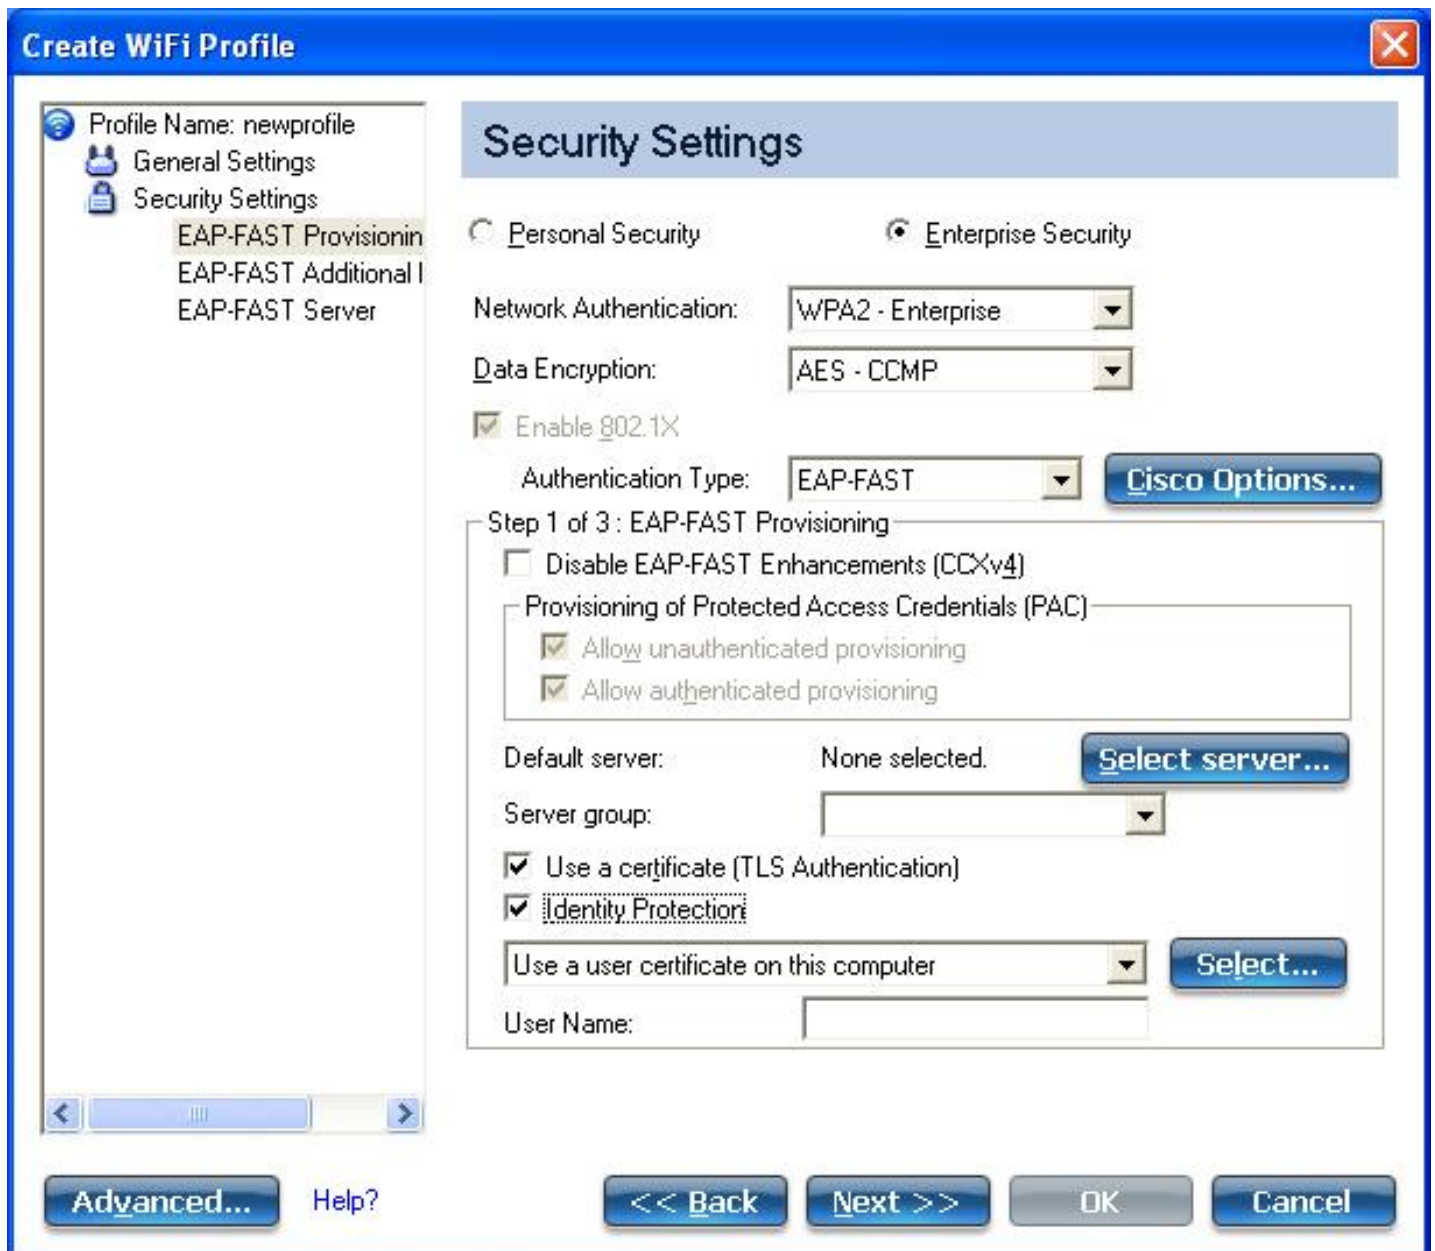 Create WiFi Profile
Profile Name: newprofile
General Settings
Security Settings
EAP-FAST Provisionin
EAP-FAST Additional I
EAP-FAST Server
Security Settings
Personal Security
Enterprise Security
Network Authentication:
WPA2 - Enterprise
Data Encryption:
AES - CCMP
Enable 802.1X
Authentication Type:
EAP-FAST
Cisco Options...
Step 1 of 3 : EAP-FAST Provisioning
Disable EAP-FAST Enhancements (CCXv4)
Provisioning of Protected Access Credentials (PAC)
Allow unauthenticated provisioning
Allow authenticated provisioning
Default server:
None selected.
Select server...
Server group:
Use a certificate (TLS Authentication)
Identity Protection
Use a user certificate on this computer
Select...
User Name:
Advanced...
Help?
<< Back
Next >>
OK
Cancel